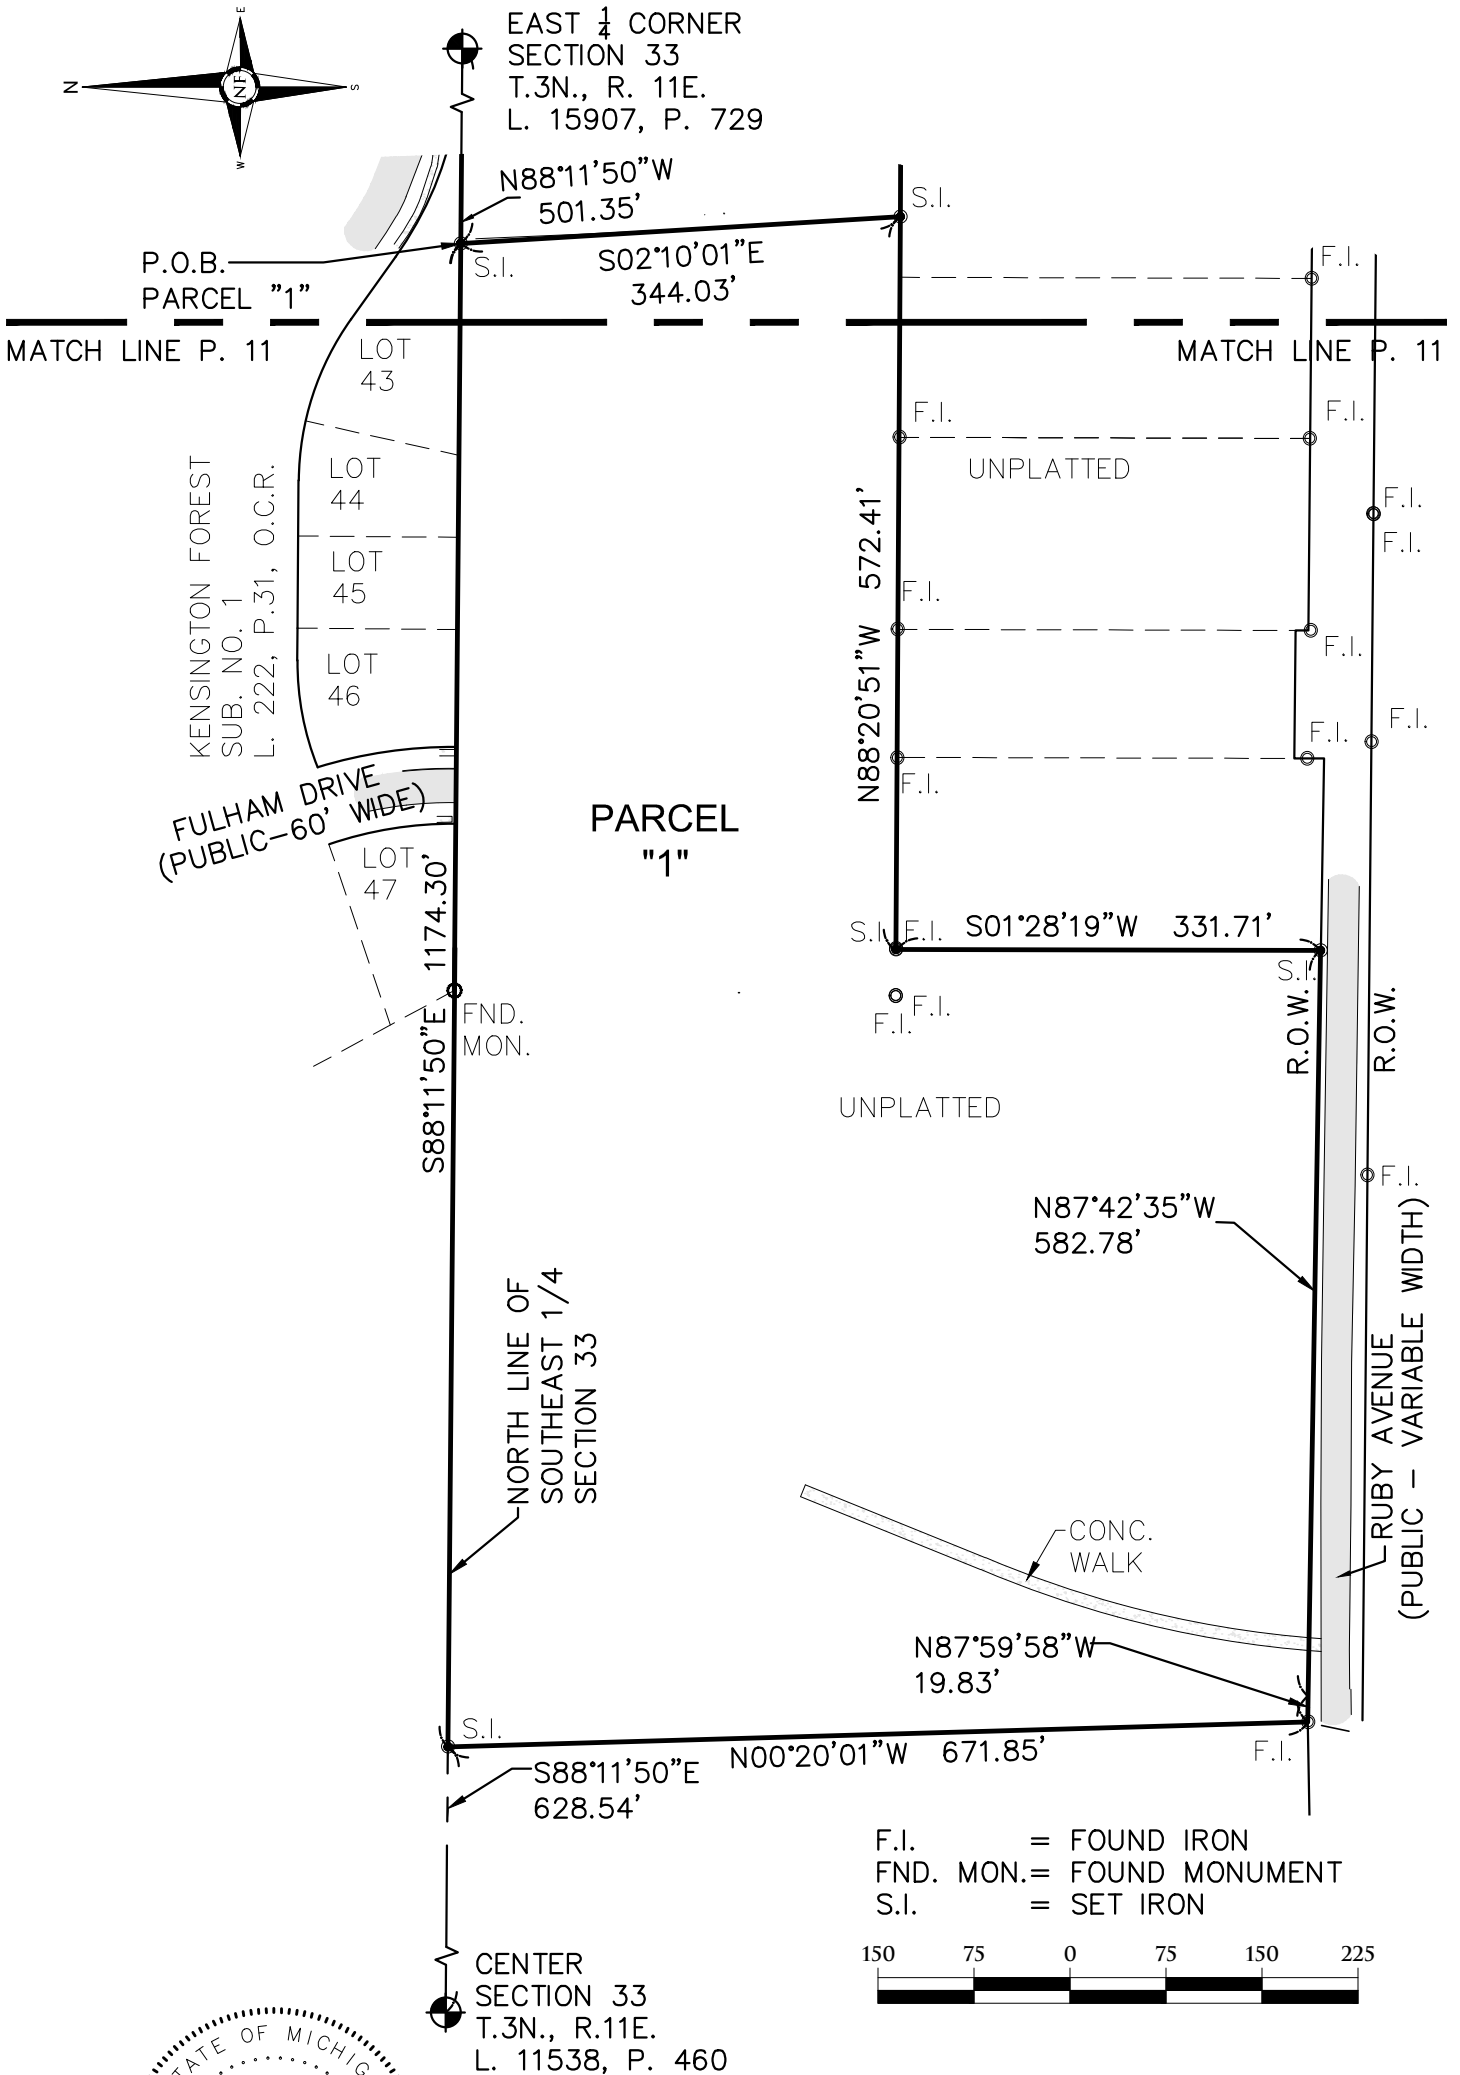 E
N
NF
S
W
EAST 1/4 CORNER
SECTION 33
T.3N., R. 11E.
L. 15907, P. 729
N88°11'50"W
501.35'
S.I.
P.O.B.
PARCEL "1"
S.I.
S02°10'01"E
344.03'
F.I.
MATCH LINE P. 11
MATCH LINE P. 11
LOT
43
F.I.
F.I.
UNPLATTED
LOT
44
KENSINGTON FOREST
SUB. NO. 1
L. 222, P.31, O.C.R.
F.I.
F.I.
LOT
45
F.I.
N88°20'51"W 572.41'
F.I.
LOT
46
F.I.
F.I.
F.I.
FULHAM DRIVE
(PUBLIC-60' WIDE)
PARCEL
"1"
LOT
47
S88°11'50"E 1174.30'
S.I.
F.I.
S01°28'19"W 331.71'
S.I.
FND.
MON.
F.I.
F.I.
R.O.W.
R.O.W.
UNPLATTED
F.I.
N87°42'35"W
582.78'
NORTH LINE OF
SOUTHEAST 1/4
SECTION 33
RUBY AVENUE
(PUBLIC - VARIABLE WIDTH)
CONC.
WALK
N87°59'58"W
19.83'
S.I.
N00°20'01"W 671.85'
F.I.
S88°11'50"E
628.54'
F.I. = FOUND IRON
FND. MON.= FOUND MONUMENT
S.I. = SET IRON
150 75 0 75 150 225
CENTER
SECTION 33
T.3N., R.11E.
L. 11538, P. 460
OF